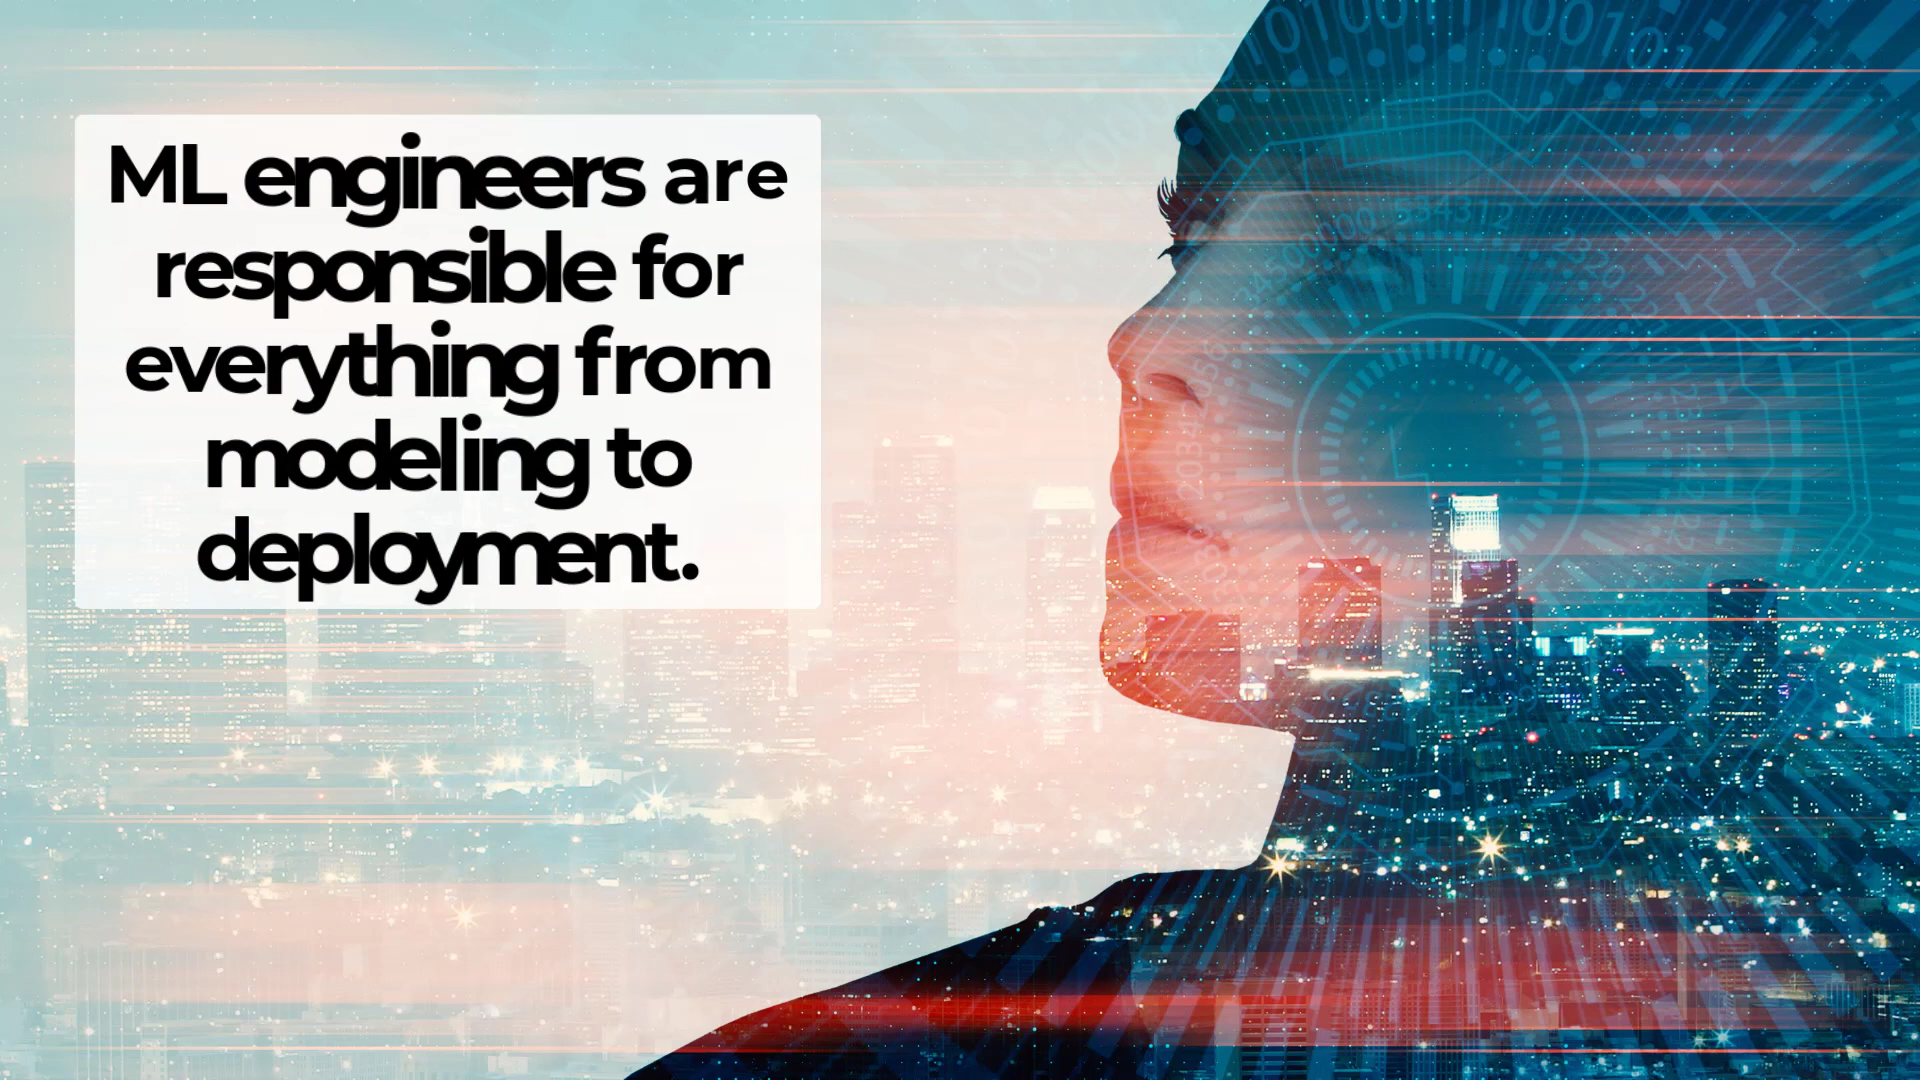 ML engineers are
responsible for
everything from
modeling to
deployment.